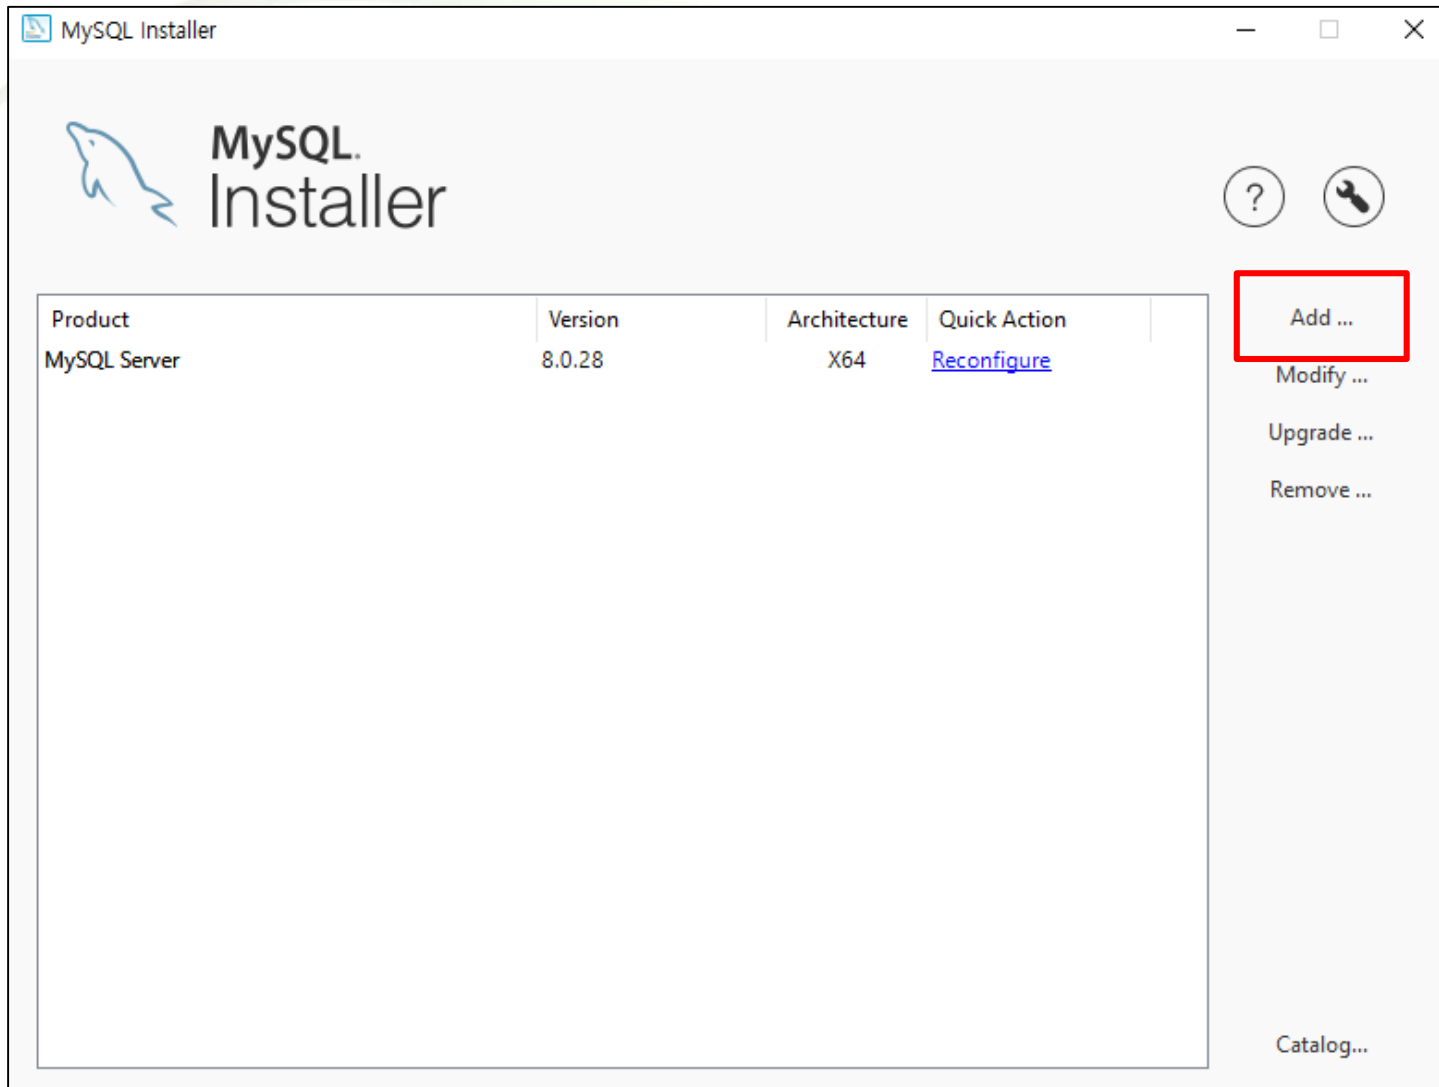 MySQL Installer
MySQL.
Installer
?
Product Version Architecture Quick Action
MySQL Server 8.0.28 X64 Reconfigure
Add ...
Modify ...
Upgrade ...
Remove ...
Catalog...